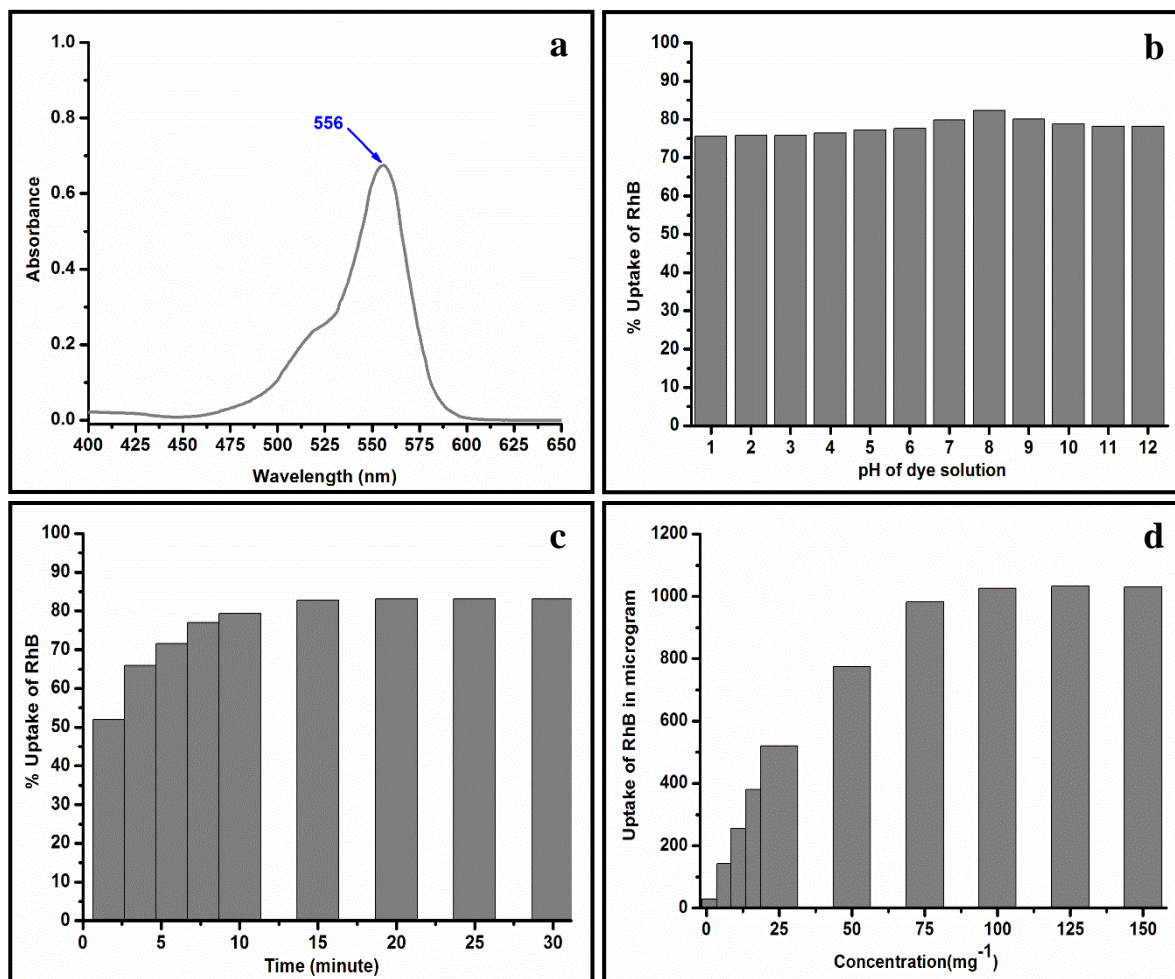 a
1.0
0.8
0.6
0.4
0.2
0.0
Absorbance
556
400 425 450 475 500 525 555 575 600 625 650
Wavelength (nm)
b
100
90
80
70
60
50
40
30
20
10
0
% Uptake of RhB
1 2 3 4 5 6 7 8 9 10 11 12
pH of dye solution
c
100
90
80
70
60
50
40
30
20
10
0
% Uptake of RhB
0 5 10 15 20 25 30
Time (minute)
d
1200
1000
800
600
400
200
0
Uptake of RhB in microgram
0 25 50 75 100 125 150
Concentration(mg⁻¹)